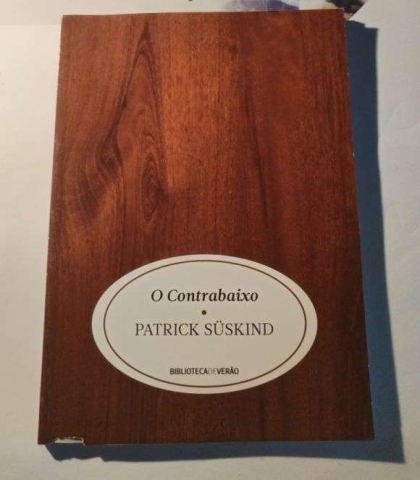 O Contrabaixo
PATRICK SÜSKIND
BIBLIOTECADEVERÃO